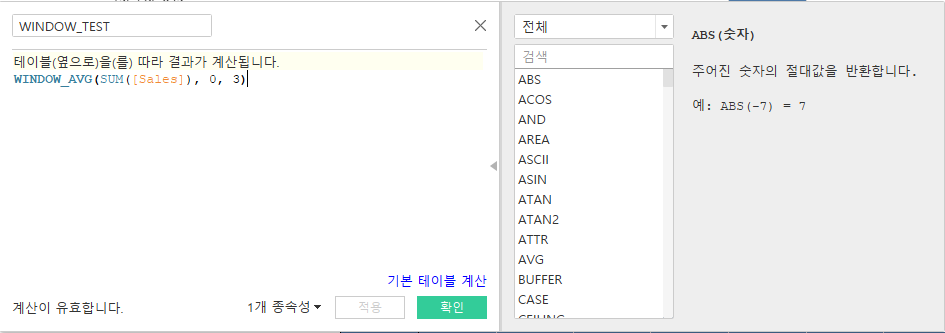 WINDOW_TEST
테이블(옆으로)을(를) 따라 결과가 계산됩니다.
WINDOW_AVG(SUM([Sales]), 0, 3)
기본 테이블 계산
계산이 유효합니다.
1개 종속성
적용
확인
전체
검색
ABS
ACOS
AND
AREA
ASCII
ASIN
ATAN
ATAN2
ATTR
AVG
BUFFER
CASE
CEILING
ABS(숫자)
주어진 숫자의 절대값을 반환합니다.
예: ABS(-7) = 7